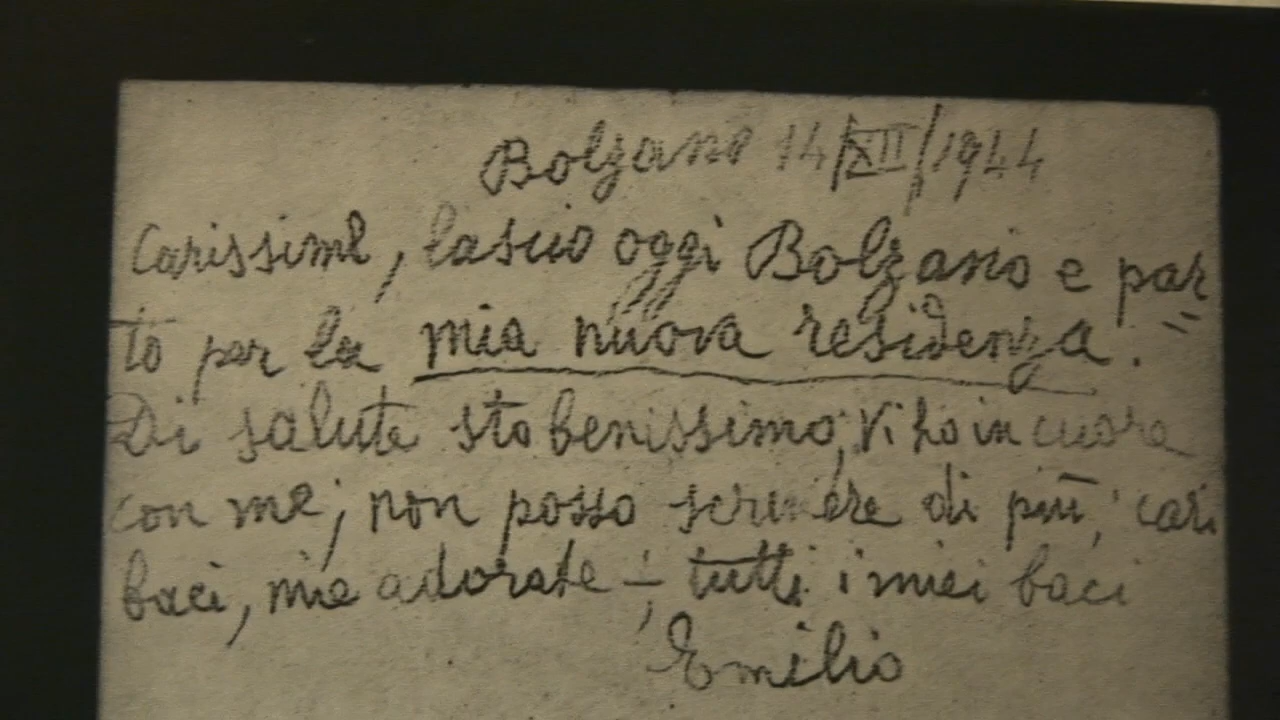 Bolzano 14/XII/1944
Carissime, lascio oggi Bolzano e par
to per la mia nuova residenza.=
Di salute sto benissimo, vi ho in cuore
con me; non posso scrivere di più, cari
baci, mie adorate -; tutti i miei baci
Emilio